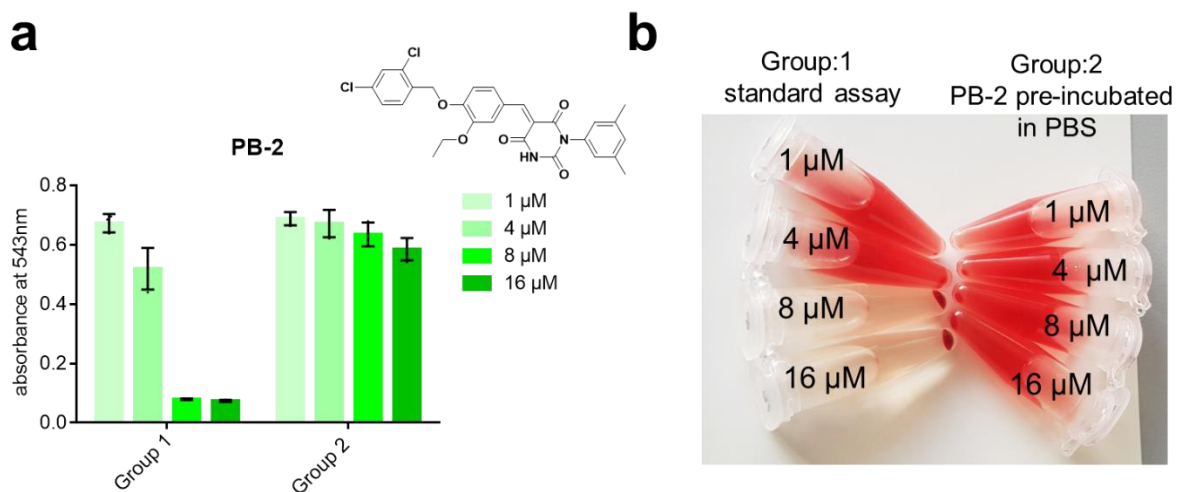 a
PB-2
absorbance at 543nm
0.8
0.6
0.4
0.2
0.0
Group 1
Group 2
1 µM
4 µM
8 µM
16 µM
Cl
Cl
O
O
O
O
N
NH
O
b
Group:1
standard assay
Group:2
PB-2 pre-incubated
in PBS
1 µM
4 µM
8 µM
16 µM
1 µM
4 µM
8 µM
16 µM